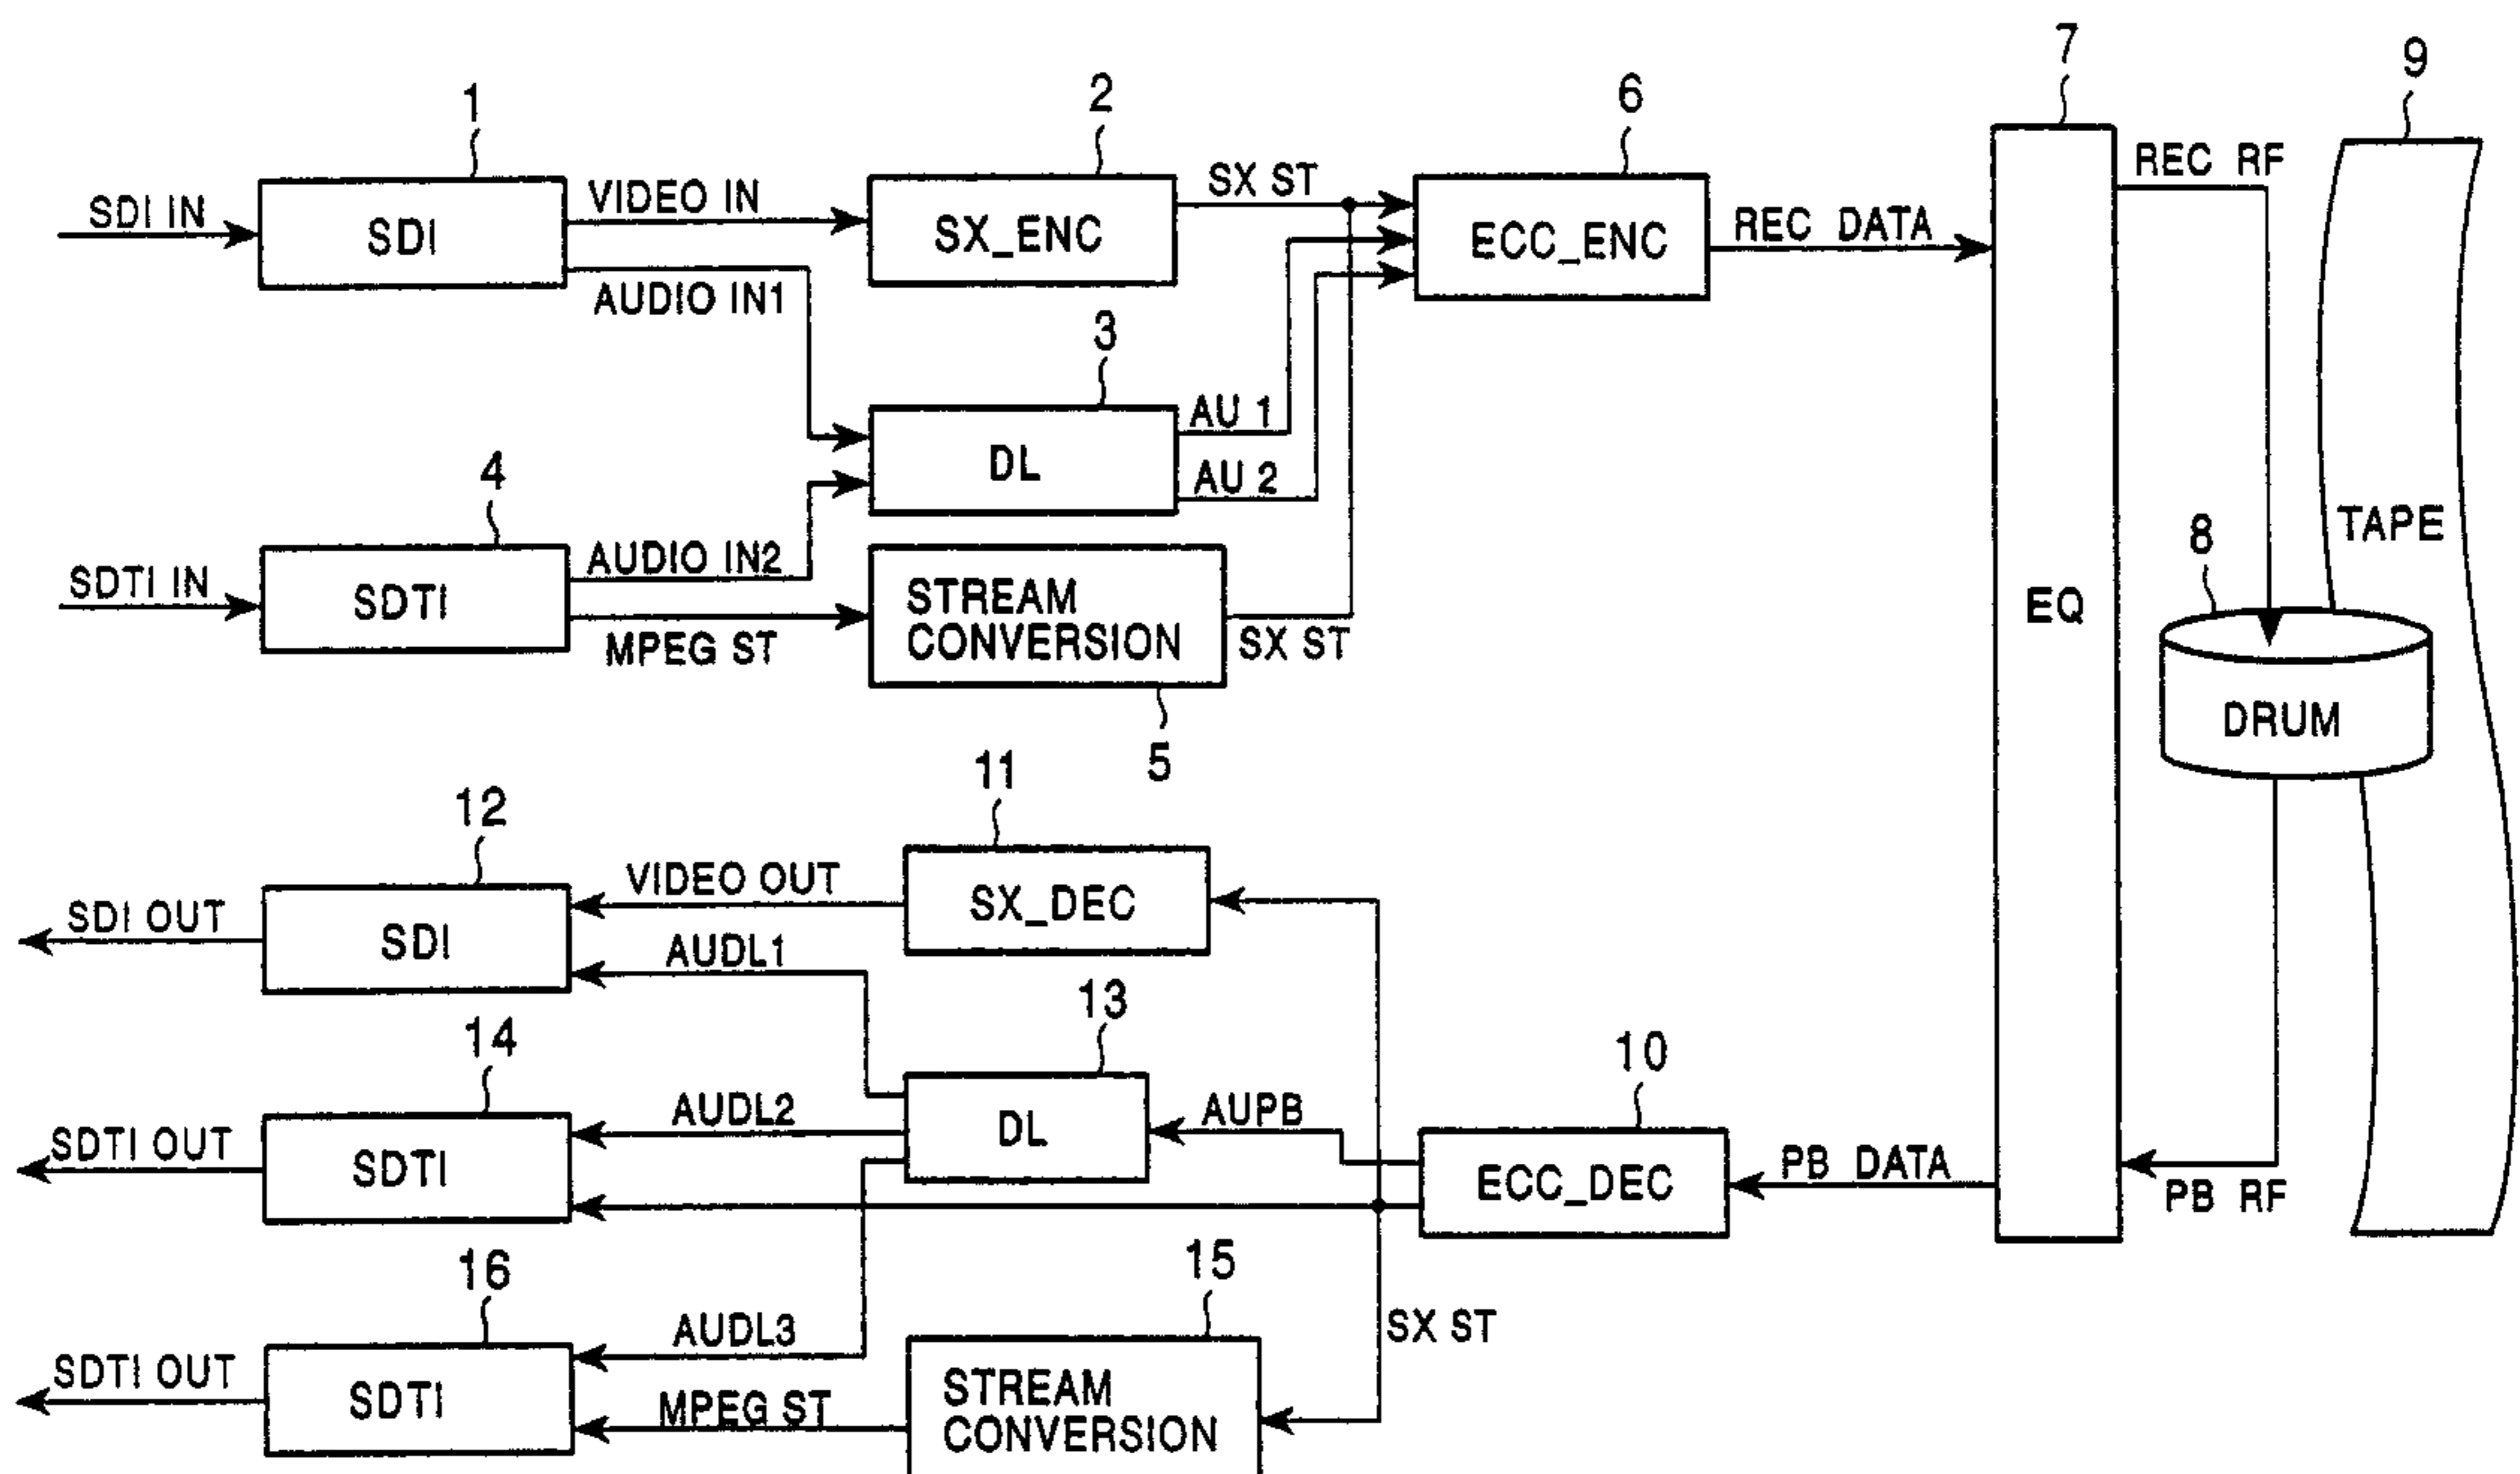 7
9
1
2
6
SDI IN
SDI
VIDEO IN
AUDIO IN1
SX_ENC
SX ST
ECC_ENC
REC DATA
REC RF
3
DL
AU 1
AU 2
4
SDTI IN
SDTI
AUDIO IN2
MPEG ST
STREAM
CONVERSION
SX ST
5
EQ
8
TAPE
DRUM
11
12
SDI OUT
SDI
VIDEO OUT
AUDL1
SX_DEC
13
14
10
SDTI OUT
SDTI
AUDL2
DL
AUPB
ECC_DEC
PB DATA
PB RF
16
15
SDTI OUT
SDTI
AUDL3
MPEG ST
STREAM
CONVERSION
SX ST